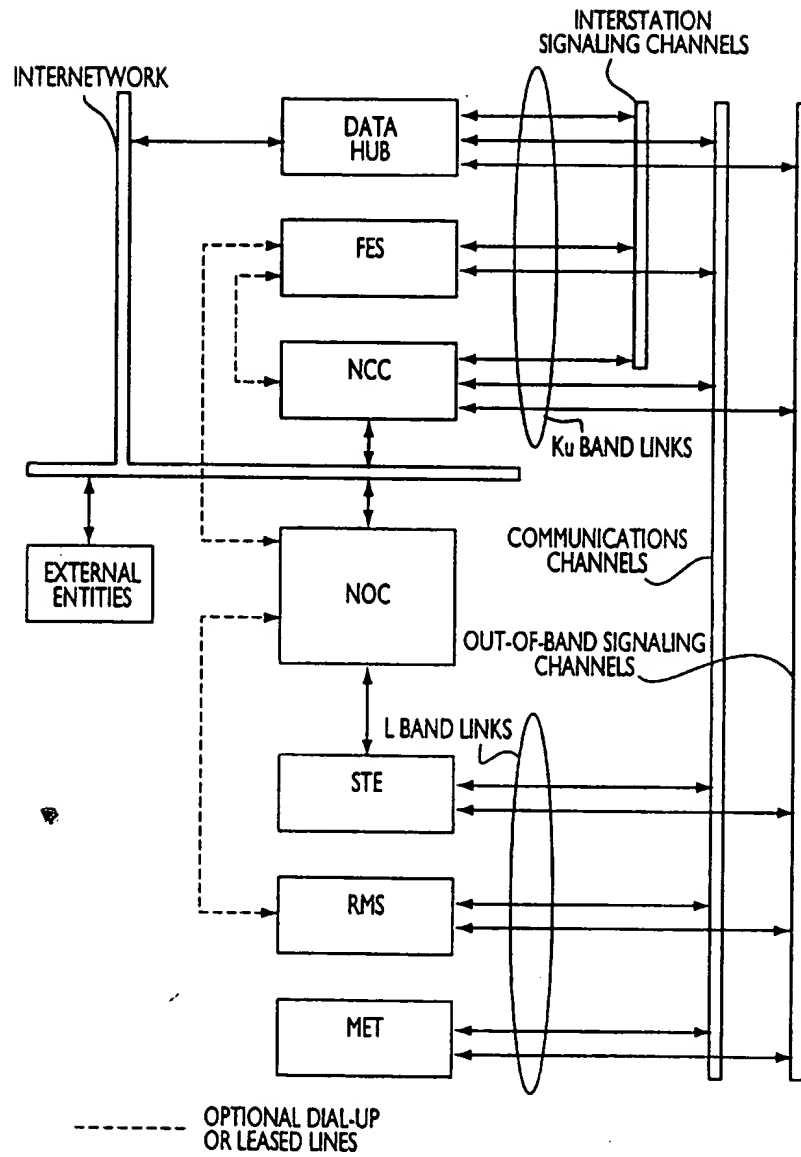 INTERSTATION
SIGNALING CHANNELS
INTERNETWORK
DATA
HUB
FES
NCC
Ku BAND LINKS
COMMUNICATIONS
CHANNELS
EXTERNAL
ENTITIES
NOC
OUT-OF-BAND SIGNALING
CHANNELS
L BAND LINKS
STE
RMS
MET
OPTIONAL DIAL-UP
OR LEASED LINES